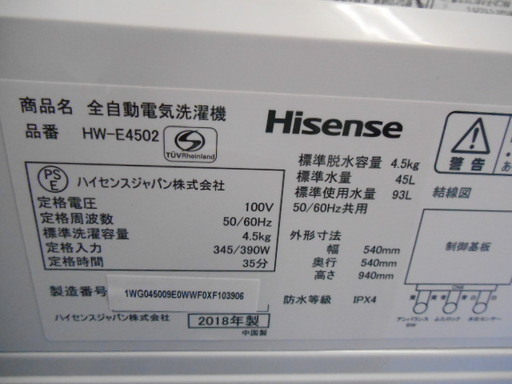 商品名 全自動電気洗濯機
品番 HW-E4502
TÜVRheinland
Hisense
PSE
ハイセンスジャパン株式会社
定格電圧 100V
定格周波数 50/60Hz
標準洗濯容量 4.5kg
定格入力 345/390W
定格時間 35分
製造番号 1WG045009E0WWF0XF103906
ハイセンスジャパン株式会社 2018年製
中国製
標準脱水容量 4.5kg
標準水量 45L
標準使用水量 93L
50/60Hz共用
外形寸法
幅 540mm
奥行 540mm
高さ 940mm
防水等級 IPX4
警告
結線図
制御基板